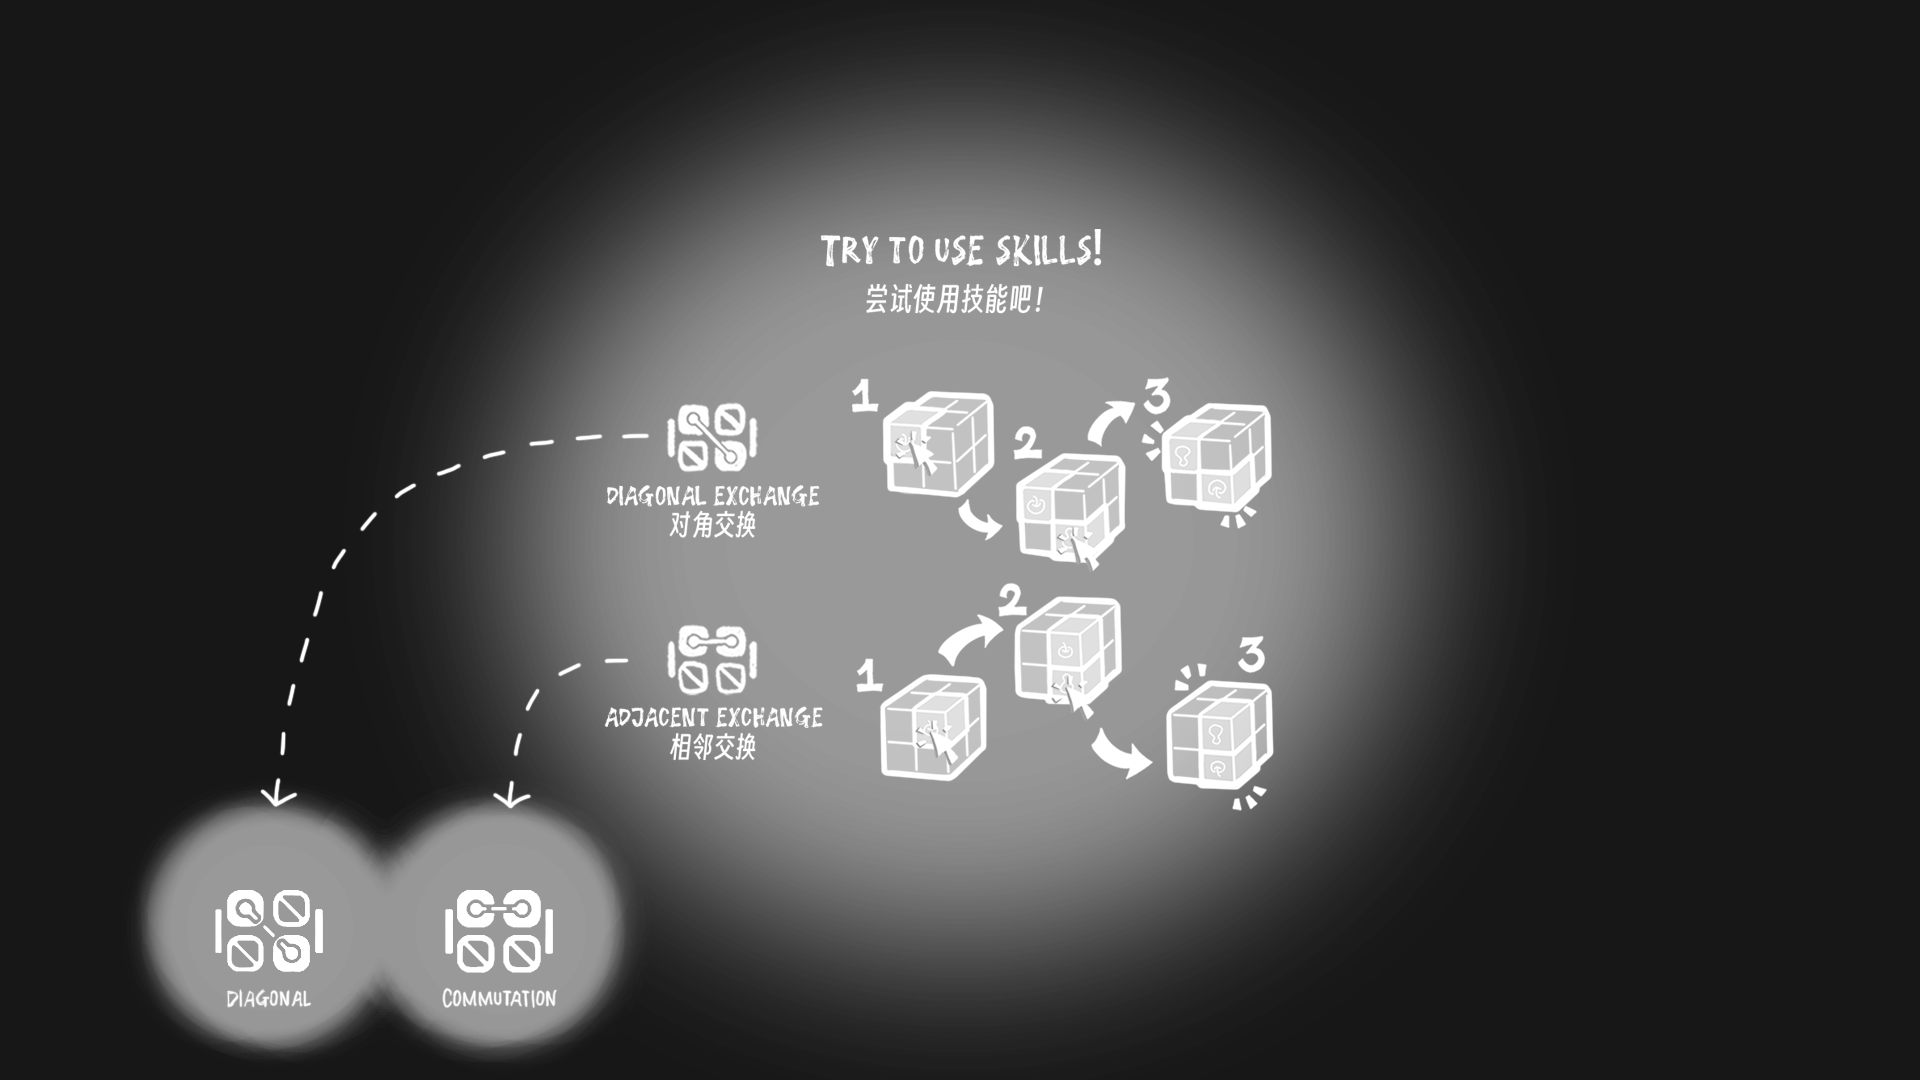 TRY TO USE SKILLS!
尝试使用技能吧!
1
2
3
DIAGONAL EXCHANGE
对角交换
1
2
3
ADJACENT EXCHANGE
相邻交换
DIAGONAL
COMMUTATION